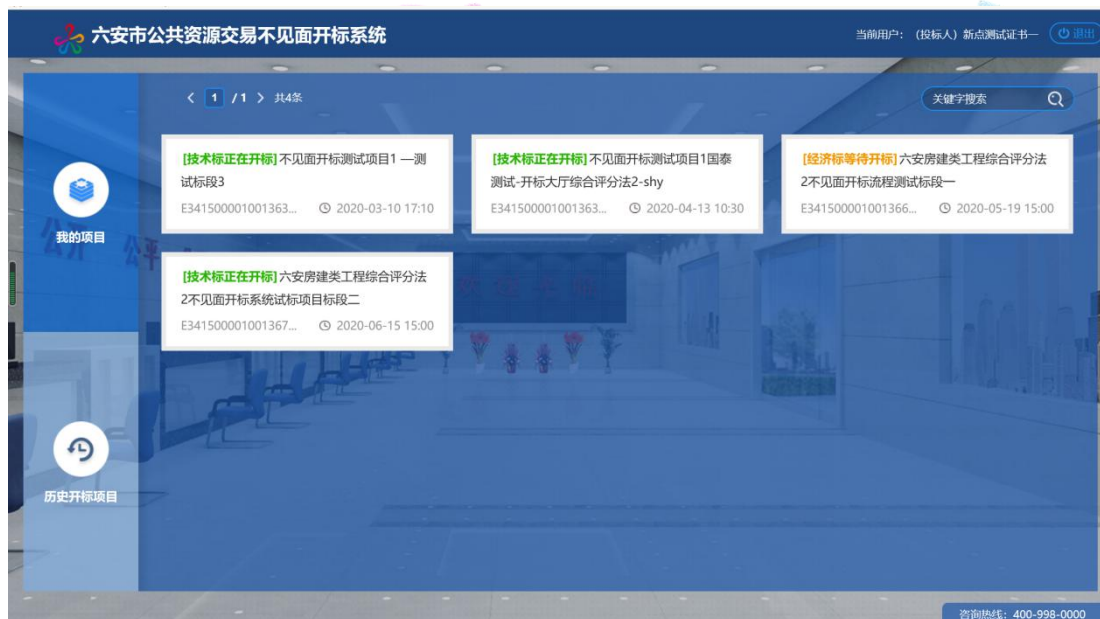 六安市公共资源交易不见面开标系统
当前用户： （投标人）新点测试证书一
退出
1 / 1 共4条
关键字搜索
[技术标正在开标] 不见面开标测试项目1 —测
试标段3
E341500001001363... 2020-03-10 17:10
[技术标正在开标] 不见面开标测试项目1国泰
测试-开标大厅综合评分法2-shy
E341500001001363... 2020-04-13 10:30
[经济标等待开标] 六安房建类工程综合评分法
2不见面开标流程测试标段一
E341500001001366... 2020-05-19 15:00
我的项目
公开 公平
[技术标正在开标] 六安房建类工程综合评分法
2不见面开标系统试标项目标段二
E341500001001367... 2020-06-15 15:00
历史开标项目
咨询热线：400-998-0000